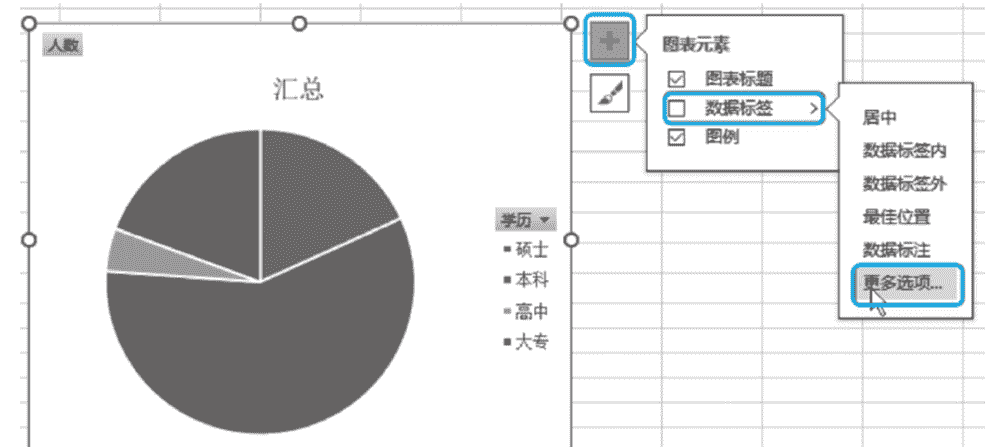 人数
汇总
学历
硕士
本科
高中
大专
图表元素
图表标题
数据标签
图例
居中
数据标签内
数据标签外
最佳位置
数据标注
更多选项...